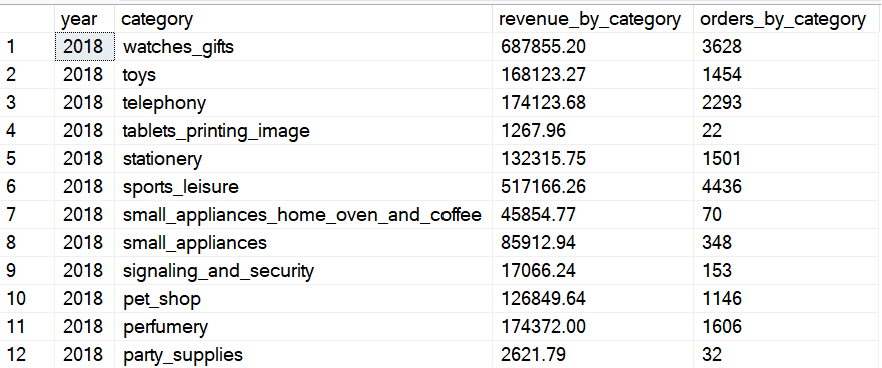 year category revenue_by_category orders_by_category
1 2018 watches_gifts 687855.20 3628
2 2018 toys 168123.27 1454
3 2018 telephony 174123.68 2293
4 2018 tablets_printing_image 1267.96 22
5 2018 stationery 132315.75 1501
6 2018 sports_leisure 517166.26 4436
7 2018 small_appliances_home_oven_and_coffee 45854.77 70
8 2018 small_appliances 85912.94 348
9 2018 signaling_and_security 17066.24 153
10 2018 pet_shop 126849.64 1146
11 2018 perfumery 174372.00 1606
12 2018 party_supplies 2621.79 32